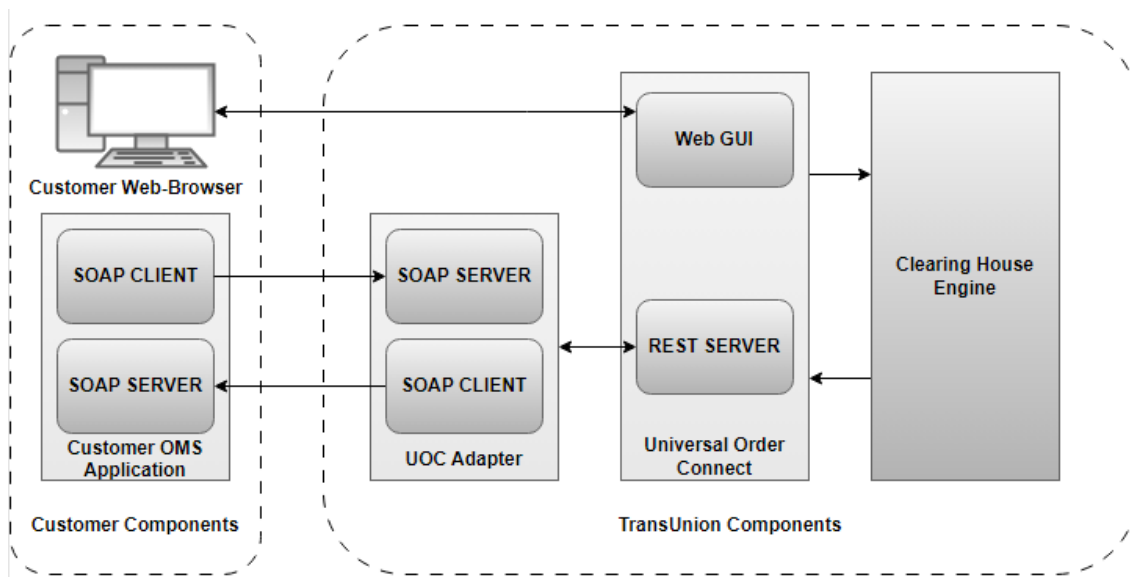 Customer Web-Browser
SOAP CLIENT
SOAP SERVER
Customer OMS
Application
Customer Components
SOAP SERVER
SOAP CLIENT
UOC Adapter
Web GUI
REST SERVER
Universal Order
Connect
Clearing House
Engine
TransUnion Components